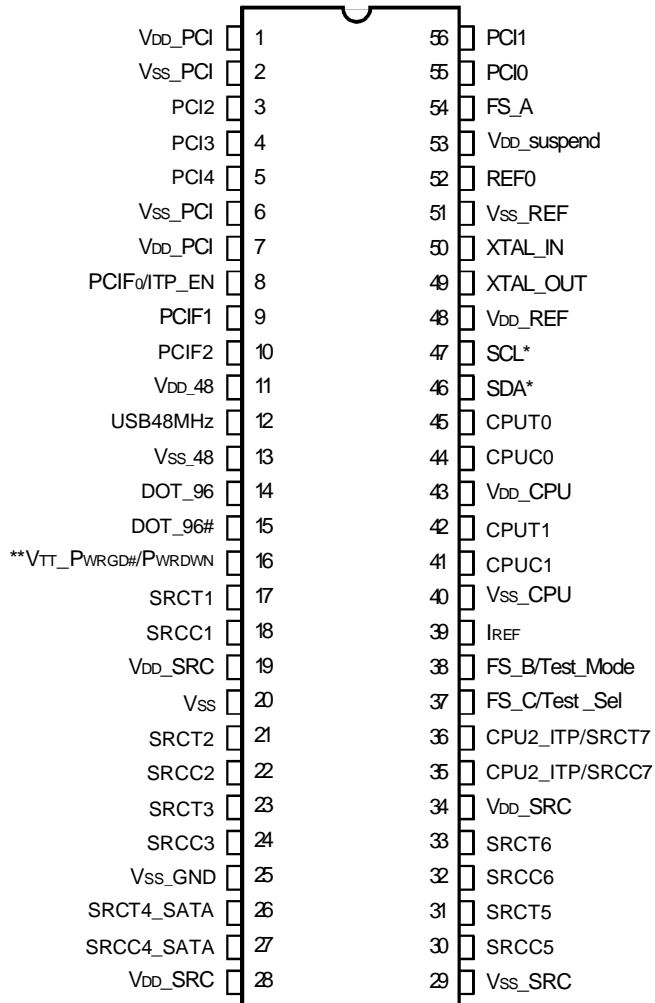 VDD_PCI 1 56 PCI1
VSS_PCI 2 55 PCI0
PCI2 3 54 FS_A
PCI3 4 53 VDD_suspend
PCI4 5 52 REF0
VSS_PCI 6 51 VSS_REF
VDD_PCI 7 50 XTAL_IN
PCIF0/ITP_EN 8 49 XTAL_OUT
PCIF1 9 48 VDD_REF
PCIF2 10 47 SCL*
VDD_48 11 46 SDA*
USB48MHz 12 45 CPUT0
VSS_48 13 44 CPUC0
DOT_96 14 43 VDD_CPU
DOT_96# 15 42 CPUT1
**VTT_PWRGD#/PWRDWN 16 41 CPUC1
SRCT1 17 40 VSS_CPU
SRCC1 18 39 IREF
VDD_SRC 19 38 FS_B/Test_Mode
VSS 20 37 FS_C/Test_Sel
SRCT2 21 36 CPU2_ITP/SRCT7
SRCC2 22 35 CPU2_ITP/SRCC7
SRCT3 23 34 VDD_SRC
SRCC3 24 33 SRCT6
VSS_GND 25 32 SRCC6
SRCT4_SATA 26 31 SRCT5
SRCC4_SATA 27 30 SRCC5
VDD_SRC 28 29 VSS_SRC